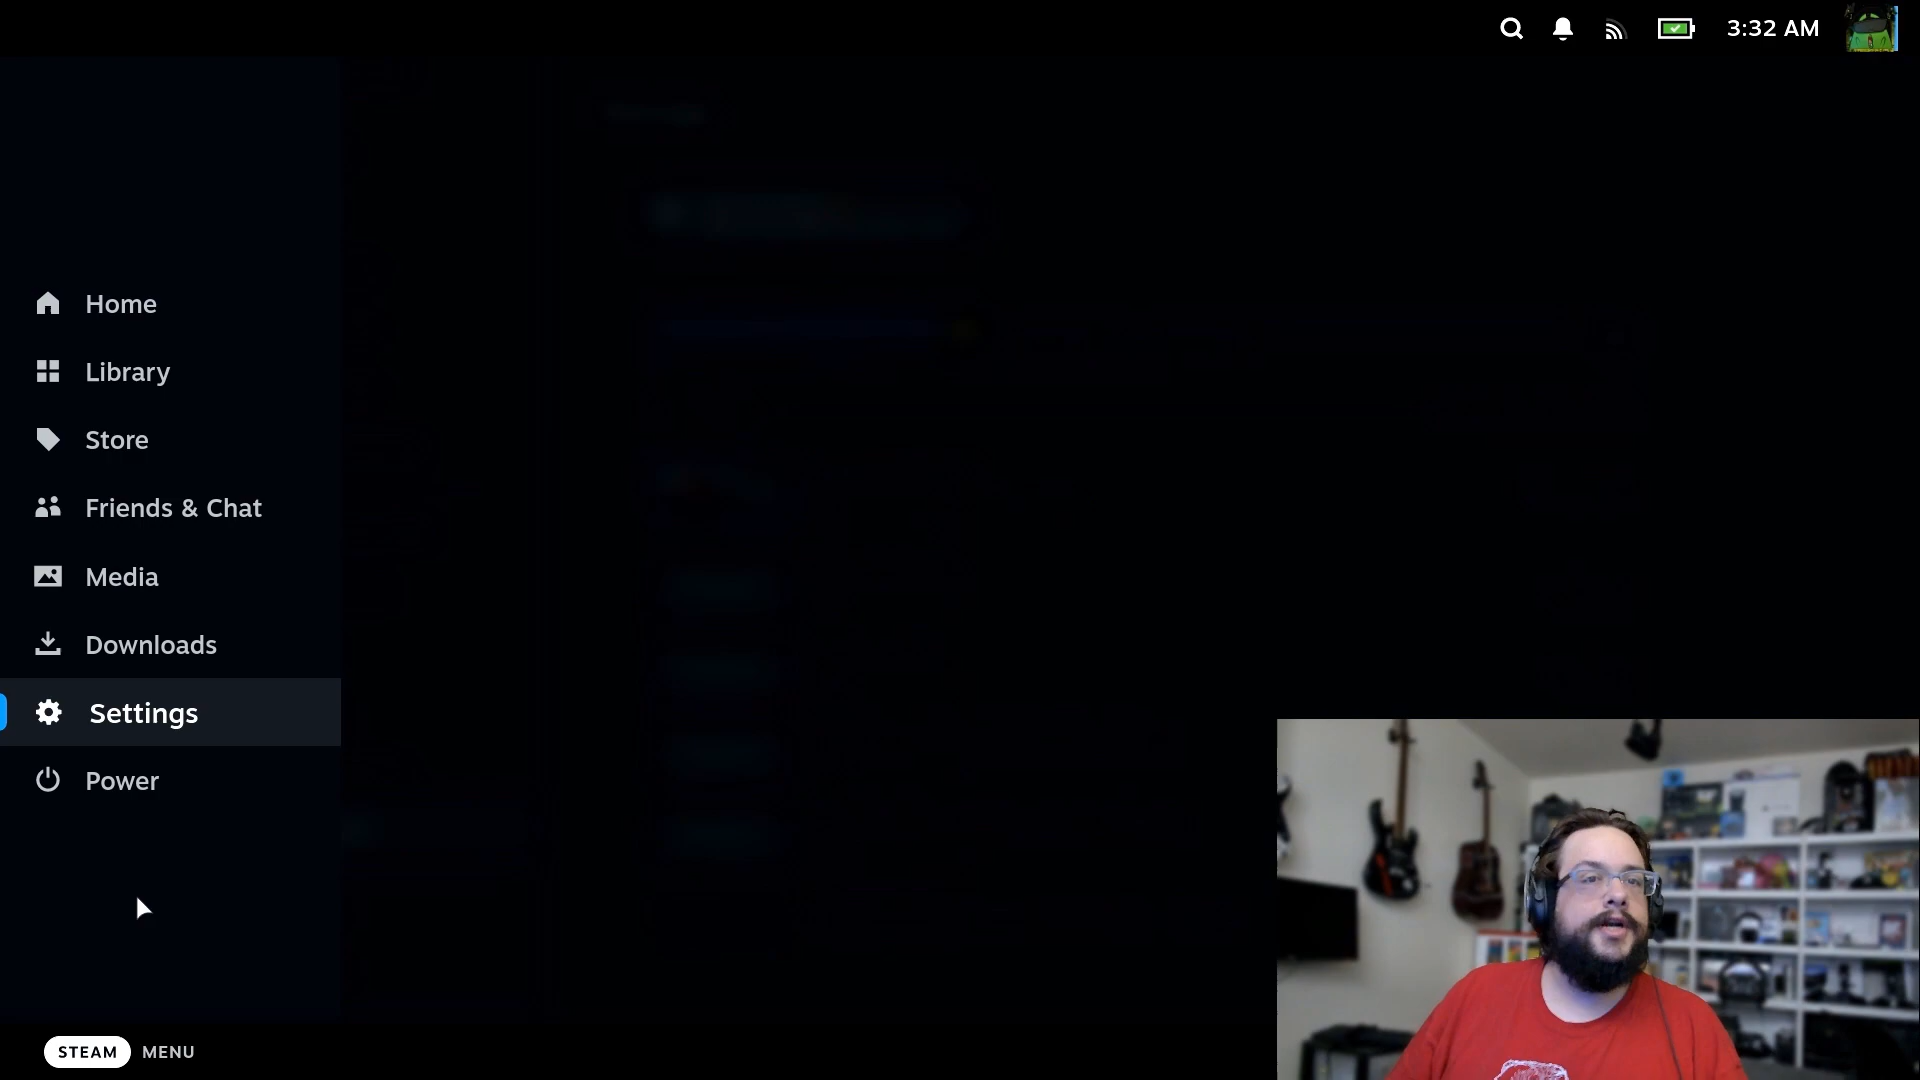 3:32 AM
Home
Library
Store
Friends & Chat
Media
Downloads
Settings
Power
STEAM MENU